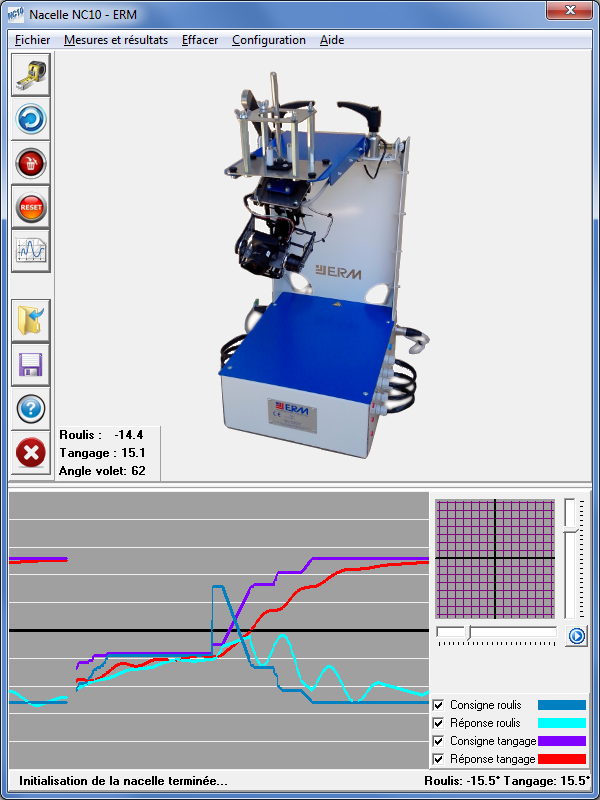 NC10 Nacelle NC10 - ERM
Fichier Mesures et résultats Effacer Configuration Aide
RESET
ERM
ERM
Roulis : -14.4
Tangage : 15.1
Angle volet: 62
Consigne roulis
Réponse roulis
Consigne tangage
Réponse tangage
Initialisation de la nacelle terminée... Roulis: -15.5° Tangage: 15.5°